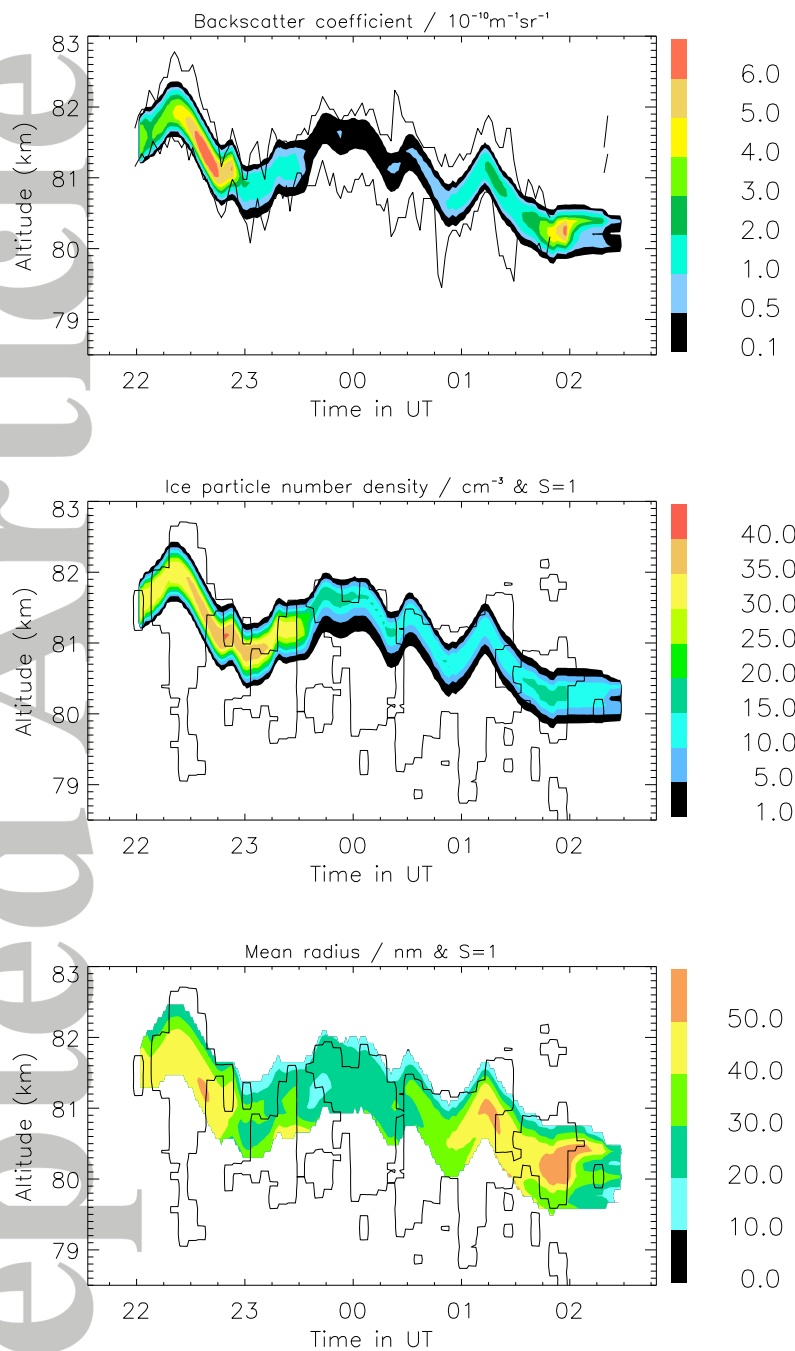 Backscatter coefficient / 10⁻¹⁰m⁻¹sr⁻¹
83
82
81
80
79
Altitude (km)
22 23 00 01 02
Time in UT
6.0
5.0
4.0
3.0
2.0
1.0
0.5
0.1
Ice particle number density / cm⁻³ & S=1
83
82
81
80
79
Altitude (km)
22 23 00 01 02
Time in UT
40.0
35.0
30.0
25.0
20.0
15.0
10.0
5.0
1.0
Mean radius / nm & S=1
83
82
81
80
79
Altitude (km)
22 23 00 01 02
Time in UT
50.0
40.0
30.0
20.0
10.0
0.0
epted Article